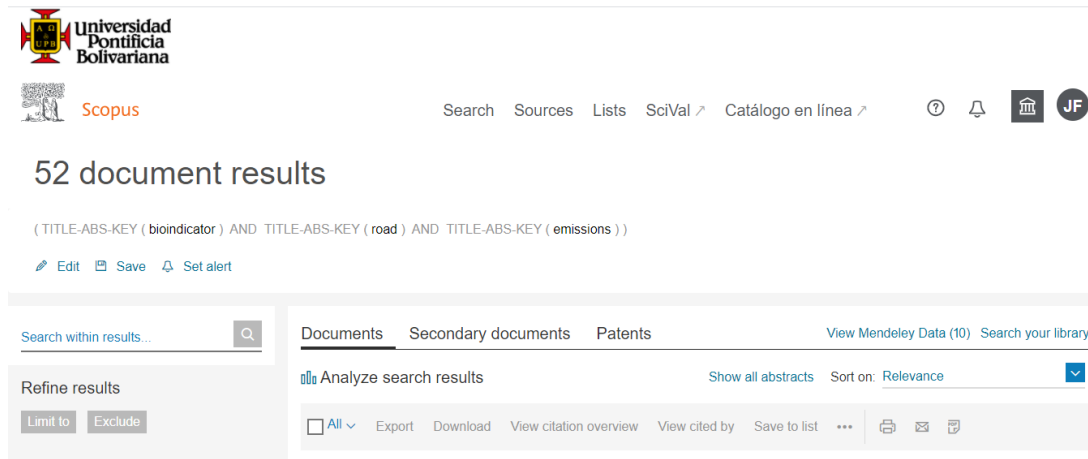 Α Ω
UPB
Universidad
Pontificia
Bolivariana
Scopus
Search Sources Lists SciVal ↗ Catálogo en línea ↗
JF
52 document results
( TITLE-ABS-KEY ( bioindicator ) AND TITLE-ABS-KEY ( road ) AND TITLE-ABS-KEY ( emissions ) )
Edit Save Set alert
Search within results...
Documents Secondary documents Patents
View Mendeley Data (10) Search your library
Refine results
Limit to Exclude
Analyze search results
Show all abstracts Sort on: Relevance
All Export Download View citation overview View cited by Save to list •••